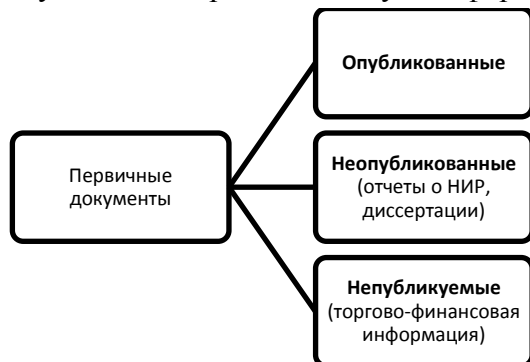 Опубликованные
Неопубликованные
(отчеты о НИР,
диссертации)
Первичные
документы
Непубликуемые
(торгово-финансовая
информация)